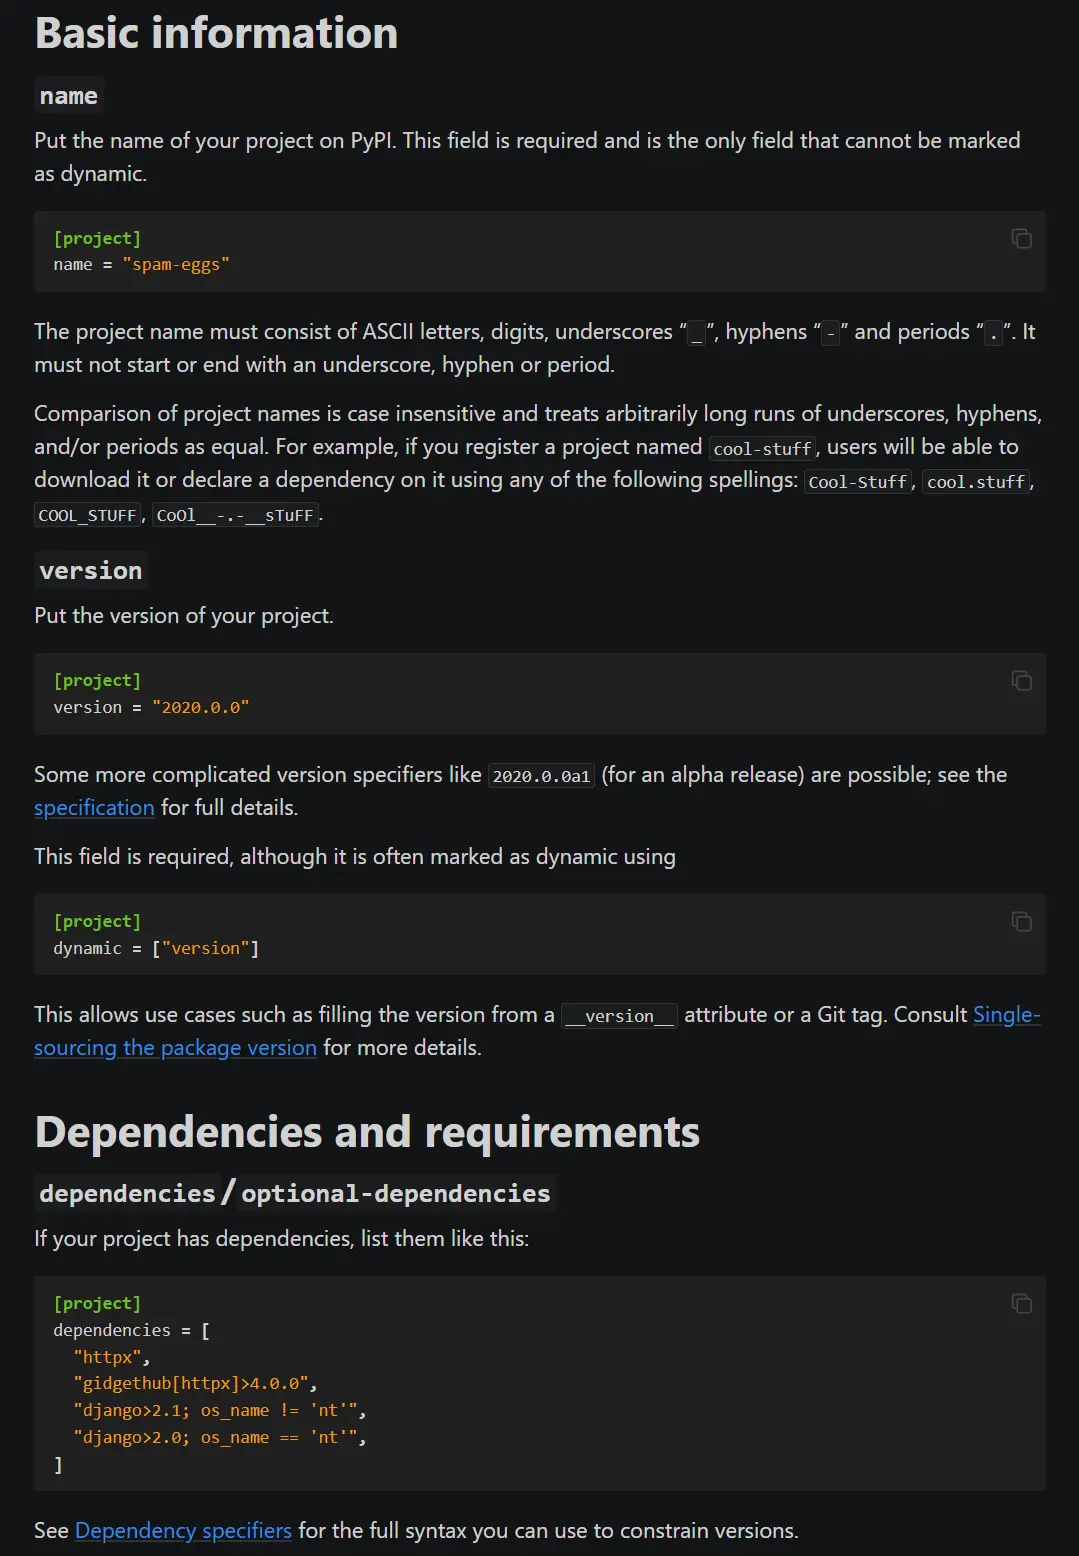 Basic information
name
Put the name of your project on PyPI. This field is required and is the only field that cannot be marked
as dynamic.
[project]
name = "spam-eggs"
The project name must consist of ASCII letters, digits, underscores “_”, hyphens “-” and periods “.”. It
must not start or end with an underscore, hyphen or period.
Comparison of project names is case insensitive and treats arbitrarily long runs of underscores, hyphens,
and/or periods as equal. For example, if you register a project named cool-stuff, users will be able to
download it or declare a dependency on it using any of the following spellings: Cool-Stuff, cool.stuff,
COOL_STUFF, CoOl__-.-__sTuFF.
version
Put the version of your project.
[project]
version = "2020.0.0"
Some more complicated version specifiers like 2020.0.0a1 (for an alpha release) are possible; see the
specification for full details.
This field is required, although it is often marked as dynamic using
[project]
dynamic = ["version"]
This allows use cases such as filling the version from a __version__ attribute or a Git tag. Consult Single-
sourcing the package version for more details.
Dependencies and requirements
dependencies/optional-dependencies
If your project has dependencies, list them like this:
[project]
dependencies = [
  "httpx",
  "gidgethub[httpx]>4.0.0",
  "django>2.1; os_name != 'nt'",
  "django>2.0; os_name == 'nt'",
]
See Dependency specifiers for the full syntax you can use to constrain versions.